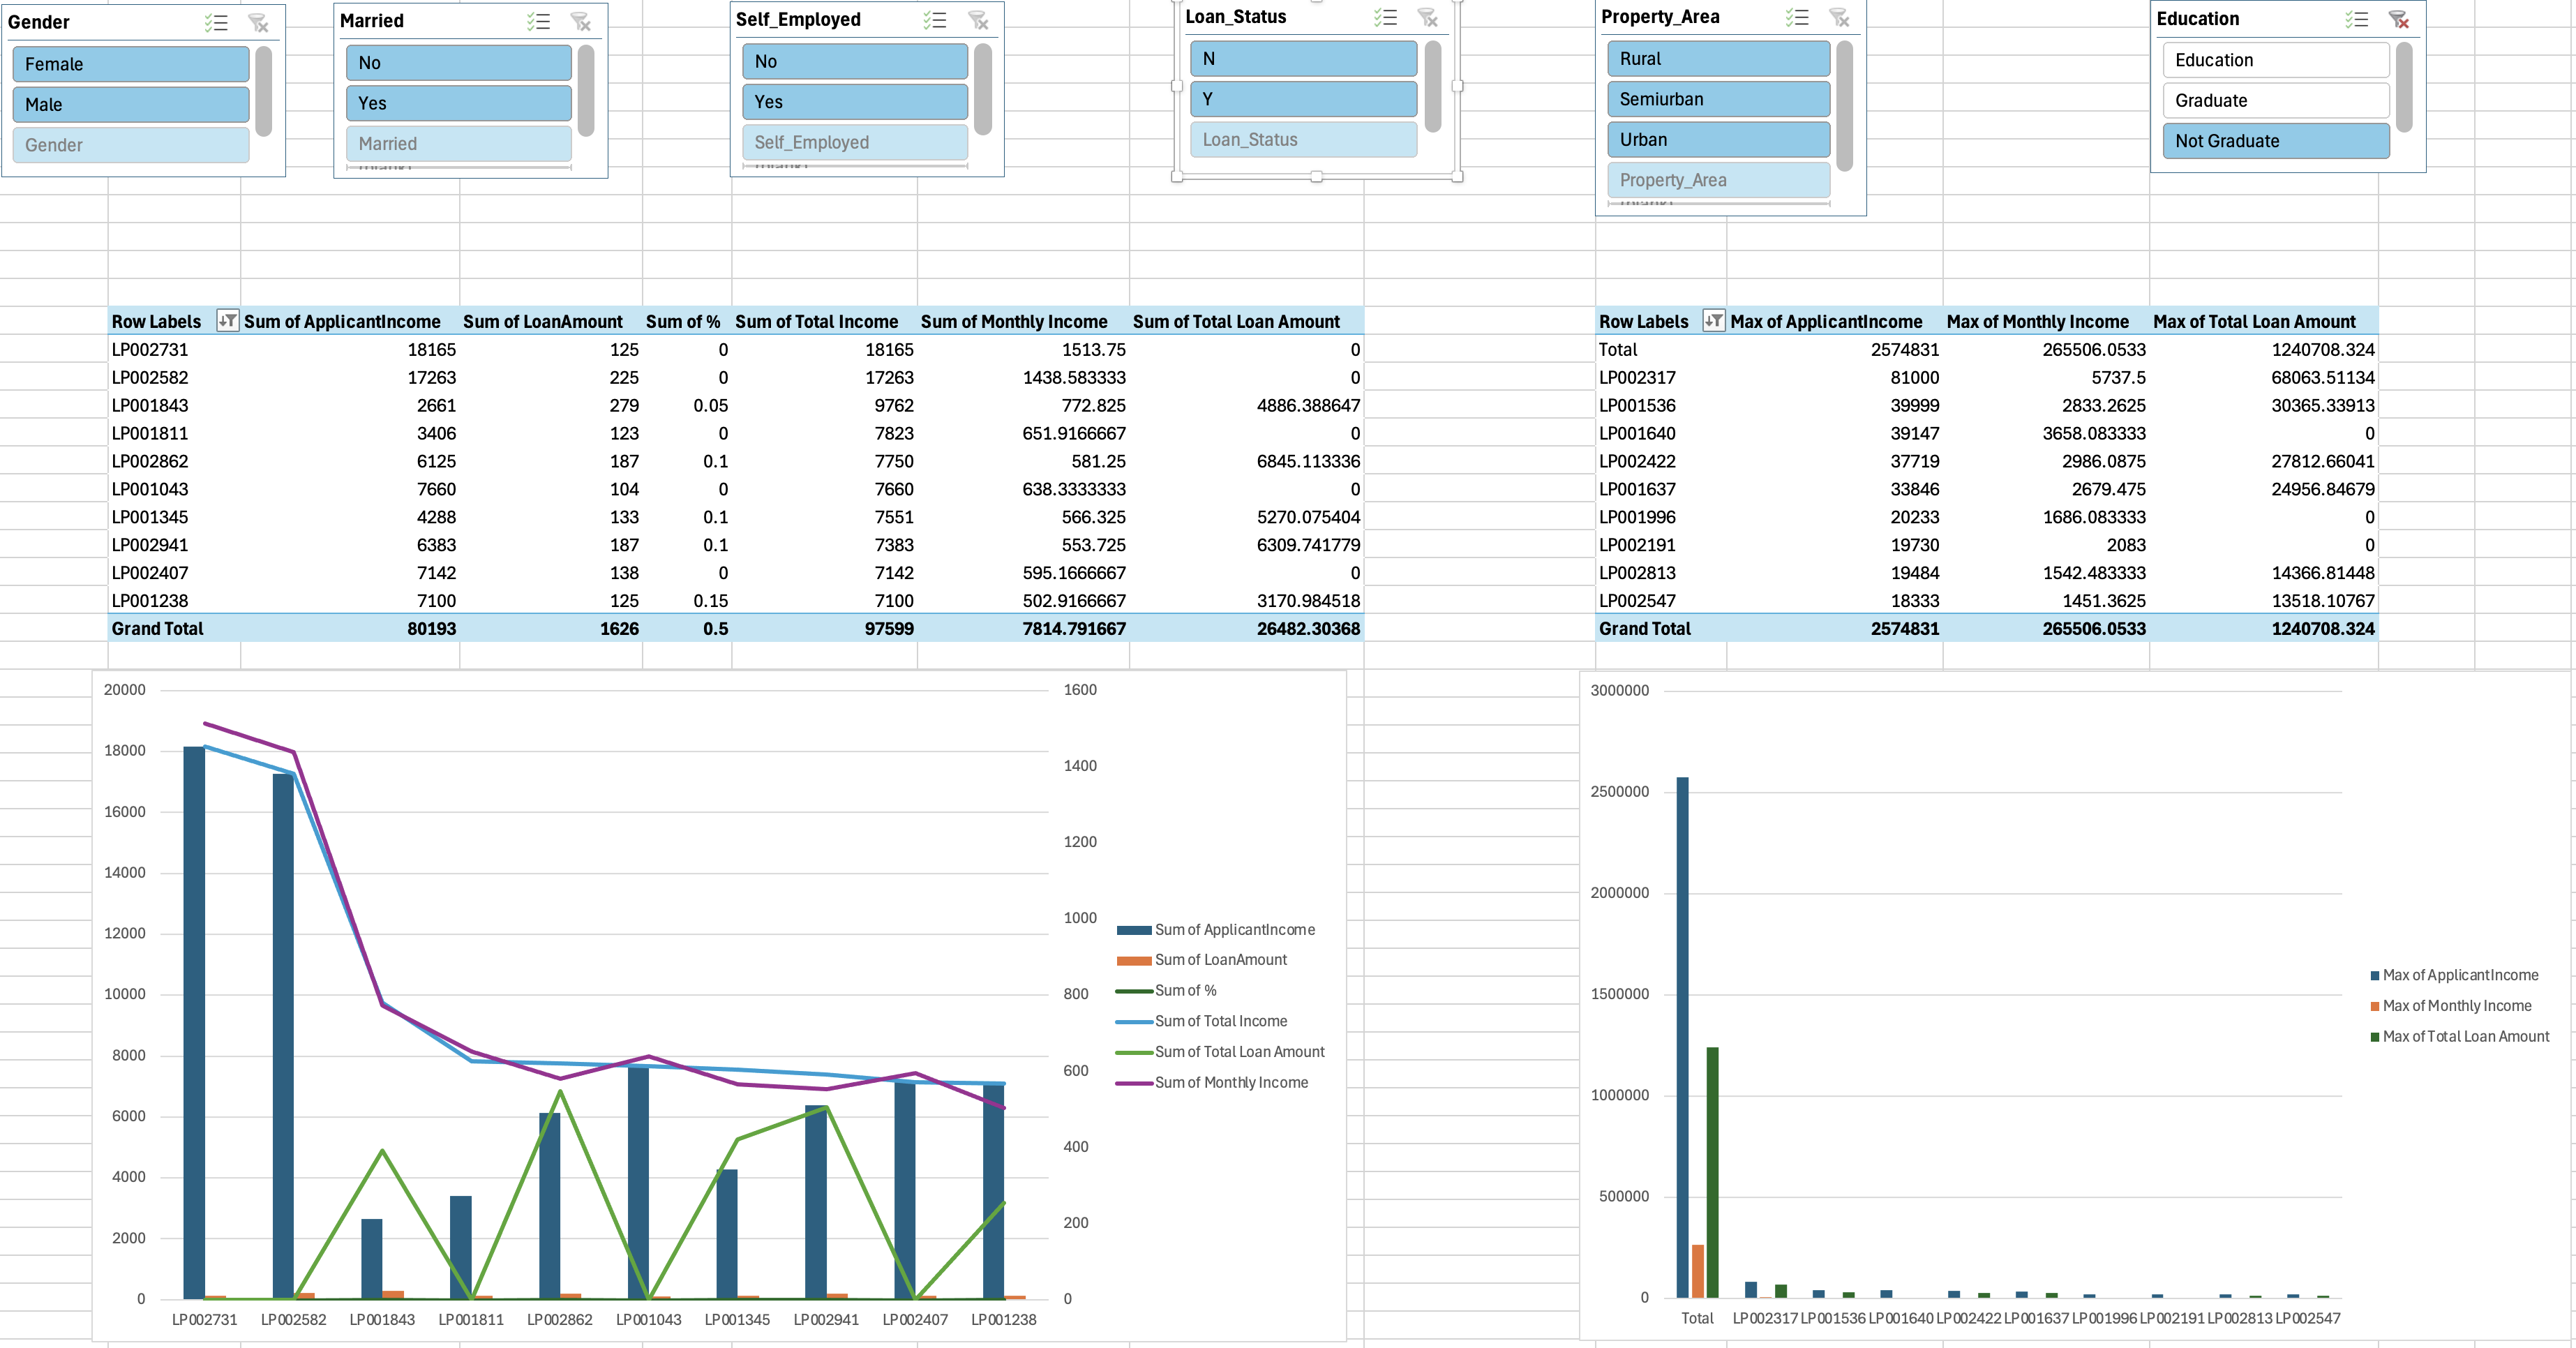 Gender
Female
Male
Gender
Married
No
Yes
Married
Self_Employed
No
Yes
Self_Employed
Loan_Status
N
Y
Loan_Status
Property_Area
Rural
Semiurban
Urban
Property_Area
Education
Education
Graduate
Not Graduate
Row Labels Sum of ApplicantIncome Sum of LoanAmount Sum of % Sum of Total Income Sum of Monthly Income Sum of Total Loan Amount
LP002731 18165 125 0 18165 1513.75 0
LP002582 17263 225 0 17263 1438.583333 0
LP001843 2661 279 0.05 9762 772.825 4886.388647
LP001811 3406 123 0 7823 651.9166667 0
LP002862 6125 187 0.1 7750 581.25 6845.113336
LP001043 7660 104 0 7660 638.3333333 0
LP001345 4288 133 0.1 7551 566.325 5270.075404
LP002941 6383 187 0.1 7383 553.725 6309.741779
LP002407 7142 138 0 7142 595.1666667 0
LP001238 7100 125 0.15 7100 502.9166667 3170.984518
Grand Total 80193 1626 0.5 97599 7814.791667 26482.30368
Row Labels Max of ApplicantIncome Max of Monthly Income Max of Total Loan Amount
Total 2574831 265506.0533 1240708.324
LP002317 81000 5737.5 68063.51134
LP001536 39999 2833.2625 30365.33913
LP001640 39147 3658.083333 0
LP002422 37719 2986.0875 27812.66041
LP001637 33846 2679.475 24956.84679
LP001996 20233 1686.083333 0
LP002191 19730 2083 0
LP002813 19484 1542.483333 14366.81448
LP002547 18333 1451.3625 13518.10767
Grand Total 2574831 265506.0533 1240708.324
20000
18000
16000
14000
12000
10000
8000
6000
4000
2000
0
1600
1400
1200
1000
800
600
400
200
0
LP002731 LP002582 LP001843 LP001811 LP002862 LP001043 LP001345 LP002941 LP002407 LP001238
Sum of ApplicantIncome
Sum of LoanAmount
Sum of %
Sum of Total Income
Sum of Total Loan Amount
Sum of Monthly Income
3000000
2500000
2000000
1500000
1000000
500000
0
Total LP002317 LP001536 LP001640 LP002422 LP001637 LP001996 LP002191 LP002813 LP002547
Max of ApplicantIncome
Max of Monthly Income
Max of Total Loan Amount